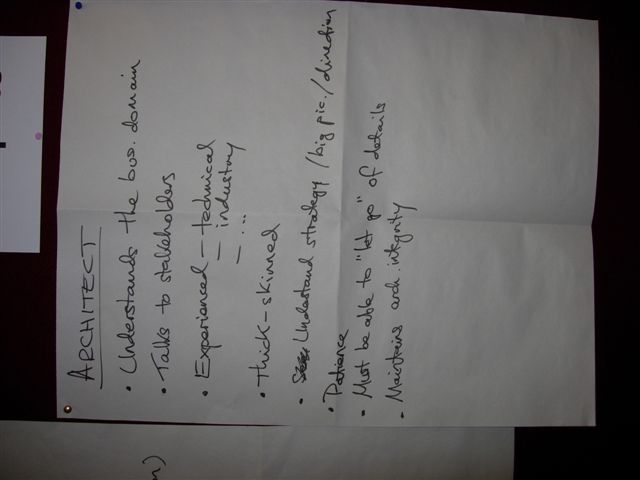 ARCHITECT
• Understands the bus. domain
• Talks to stakeholders
• Experienced – technical
– industry
– ...
• Thick-skinned
• Understand strategy / big pic. / direction
• Patience
• Must be able to "let go" of details
• Maintains arch. integrity